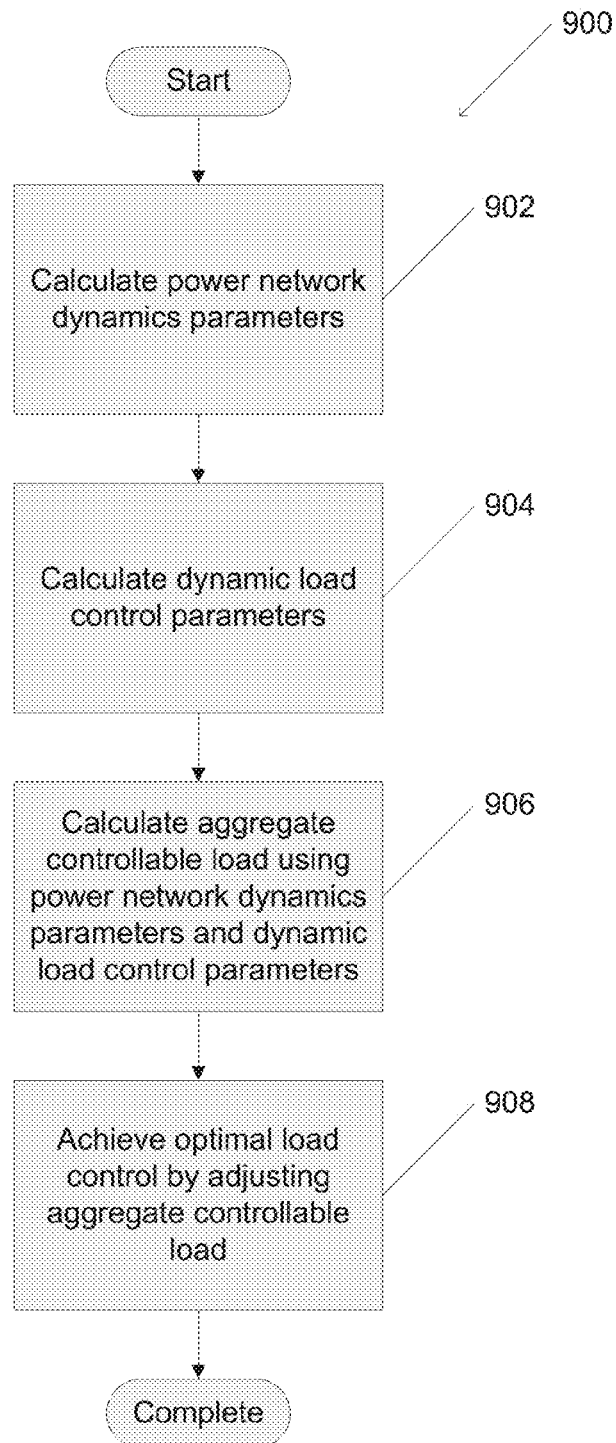 900
Start
902
Calculate power network
dynamics parameters
904
Calculate dynamic load
control parameters
906
Calculate aggregate
controllable load using
power network dynamics
parameters and dynamic
load control parameters
908
Achieve optimal load
control by adjusting
aggregate controllable
load
Complete